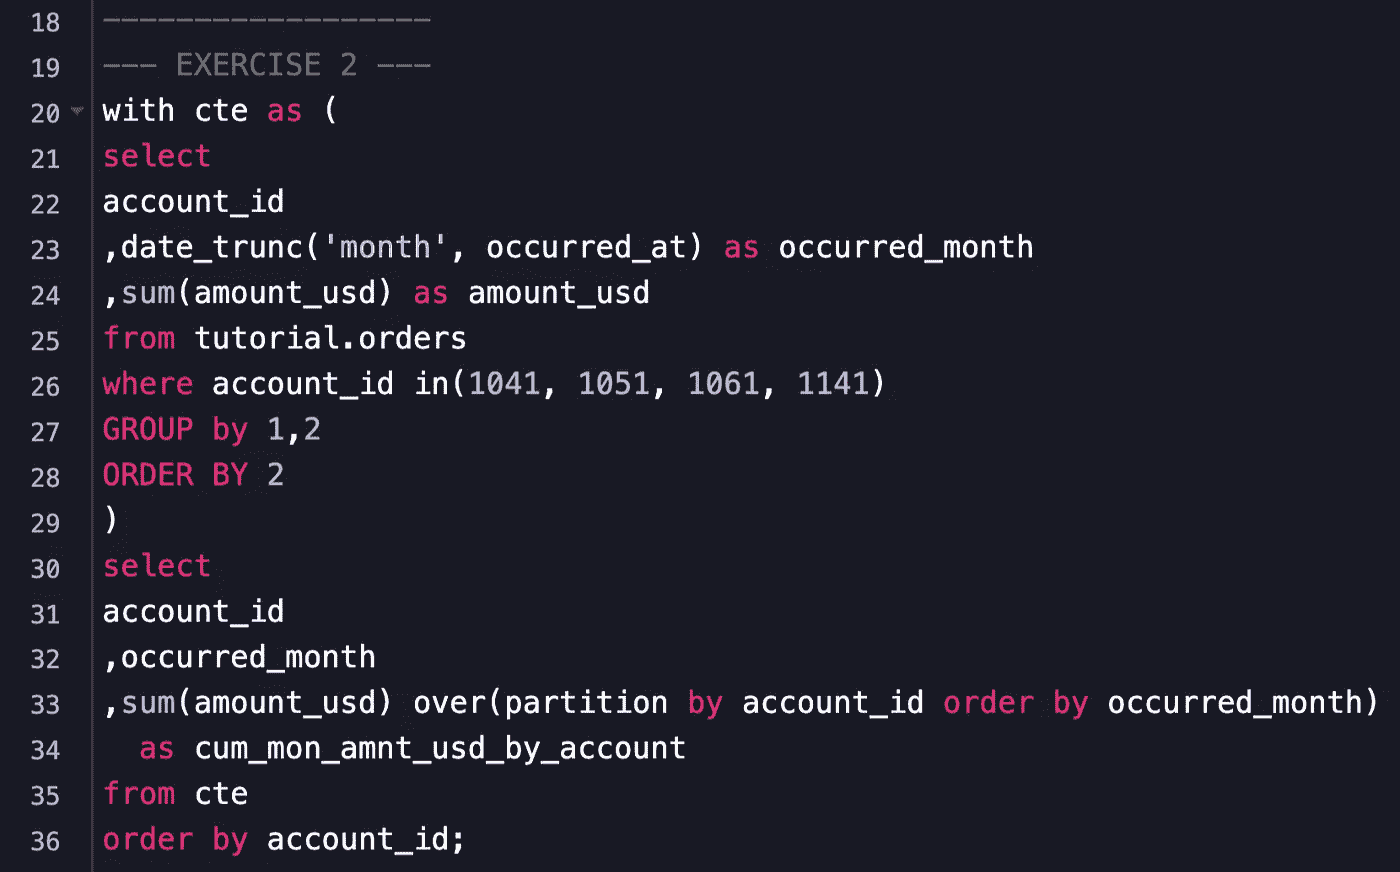 18 ------------------
19 --- EXERCISE 2 ---
20 with cte as (
21 select
22 account_id
23 ,date_trunc('month', occurred_at) as occurred_month
24 ,sum(amount_usd) as amount_usd
25 from tutorial.orders
26 where account_id in(1041, 1051, 1061, 1141)
27 GROUP by 1,2
28 ORDER BY 2
29 )
30 select
31 account_id
32 ,occurred_month
33 ,sum(amount_usd) over(partition by account_id order by occurred_month)
34   as cum_mon_amnt_usd_by_account
35 from cte
36 order by account_id;